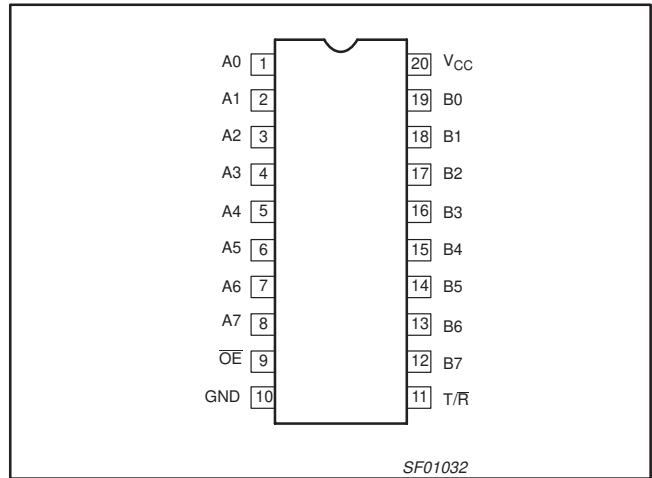 A0 1 20 VCC
A1 2 19 B0
A2 3 18 B1
A3 4 17 B2
A4 5 16 B3
A5 6 15 B4
A6 7 14 B5
A7 8 13 B6
O̅E̅ 9 12 B7
GND 10 11 T/R̅
SF01032